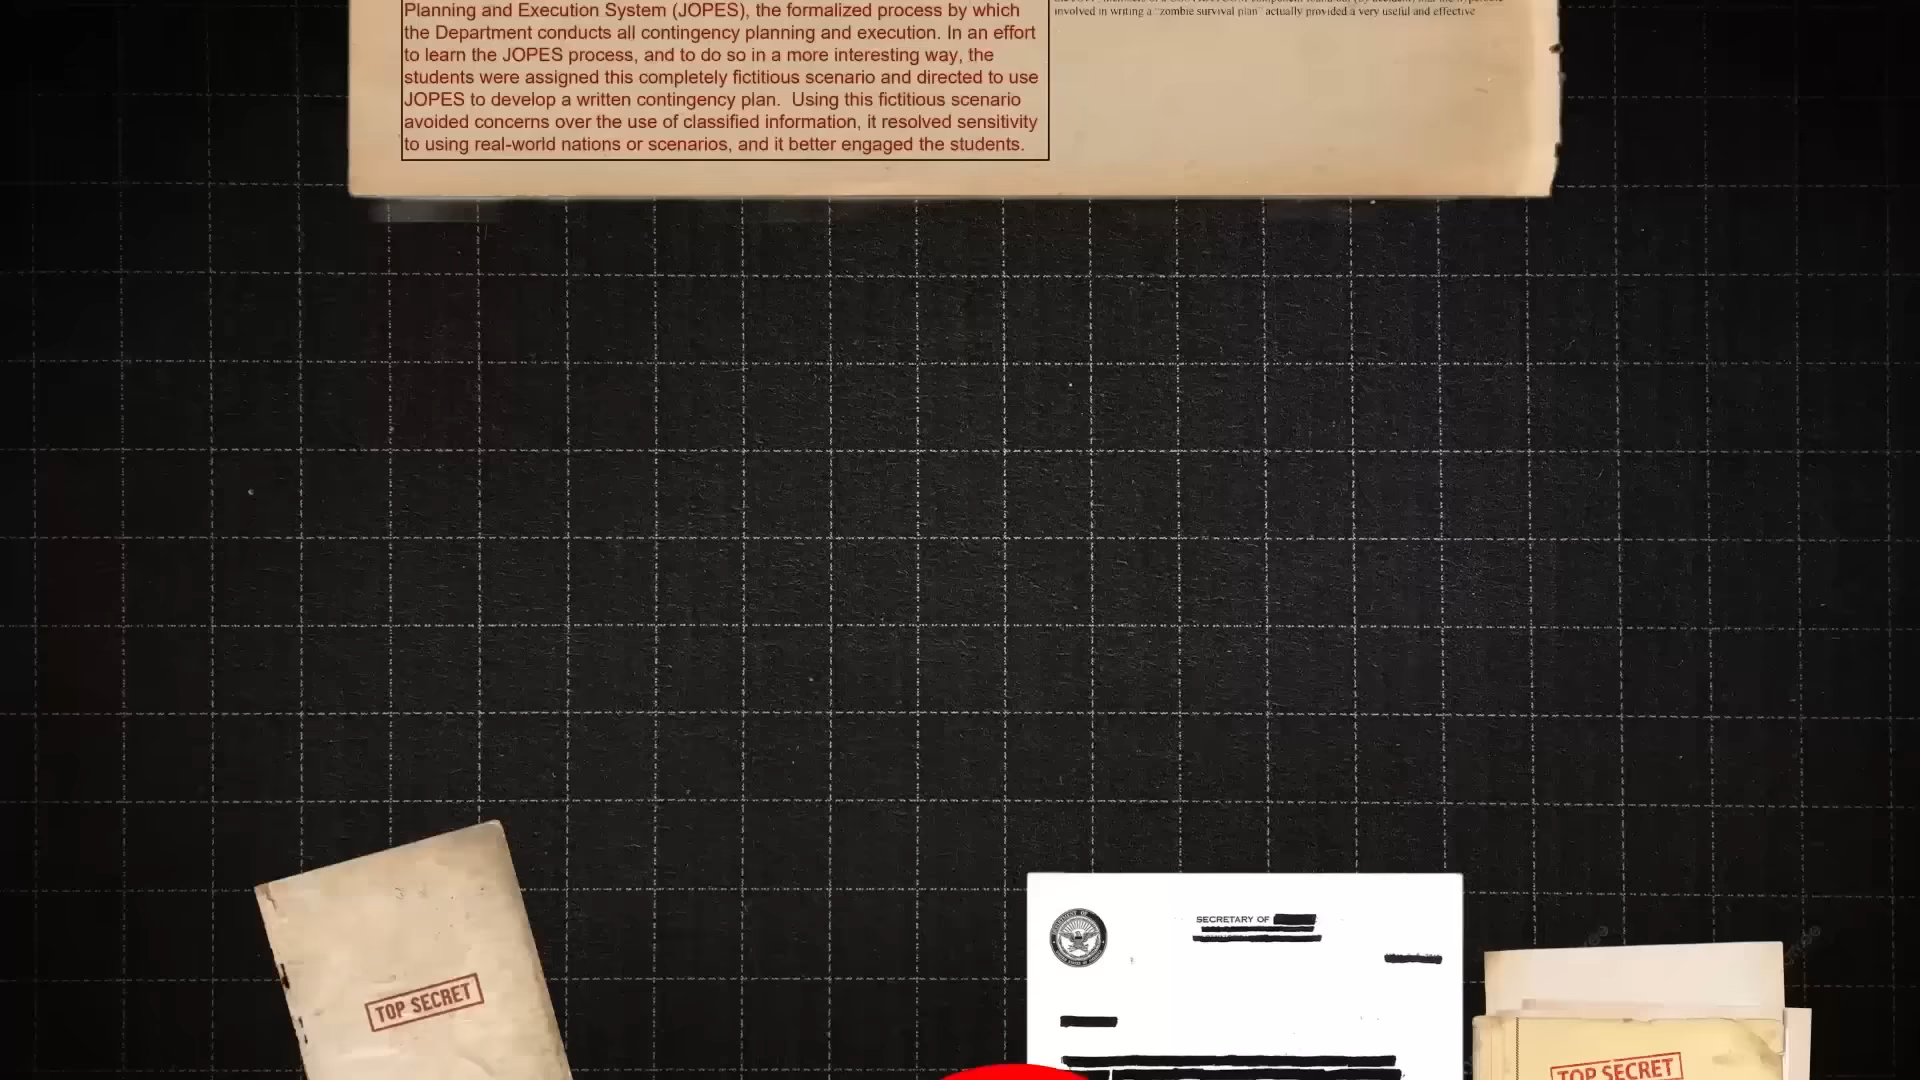 Planning and Execution System (JOPES), the formalized process by which
the Department conducts all contingency planning and execution. In an effort
to learn the JOPES process, and to do so in a more interesting way, the
students were assigned this completely fictitious scenario and directed to use
JOPES to develop a written contingency plan.  Using this fictitious scenario
avoided concerns over the use of classified information, it resolved sensitivity
to using real-world nations or scenarios, and it better engaged the students.
involved in writing a "zombie survival plan" actually provided a very useful and effective
TOP SECRET
SECRETARY OF
TOP SECRET